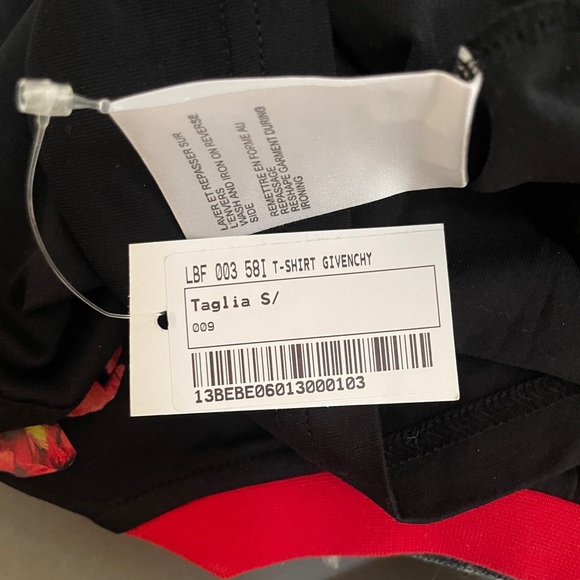 LAVER ET REPASSER SUR
L'ENVERS
WASH AND IRON ON REVERSE
SIDE
REMETTRE EN FORME AU
REPASSAGE
RESHAPE GARMENT DURING
IRONING
LBF 003 58I T-SHIRT GIVENCHY
Taglia S/
009
13BEBE06013000103